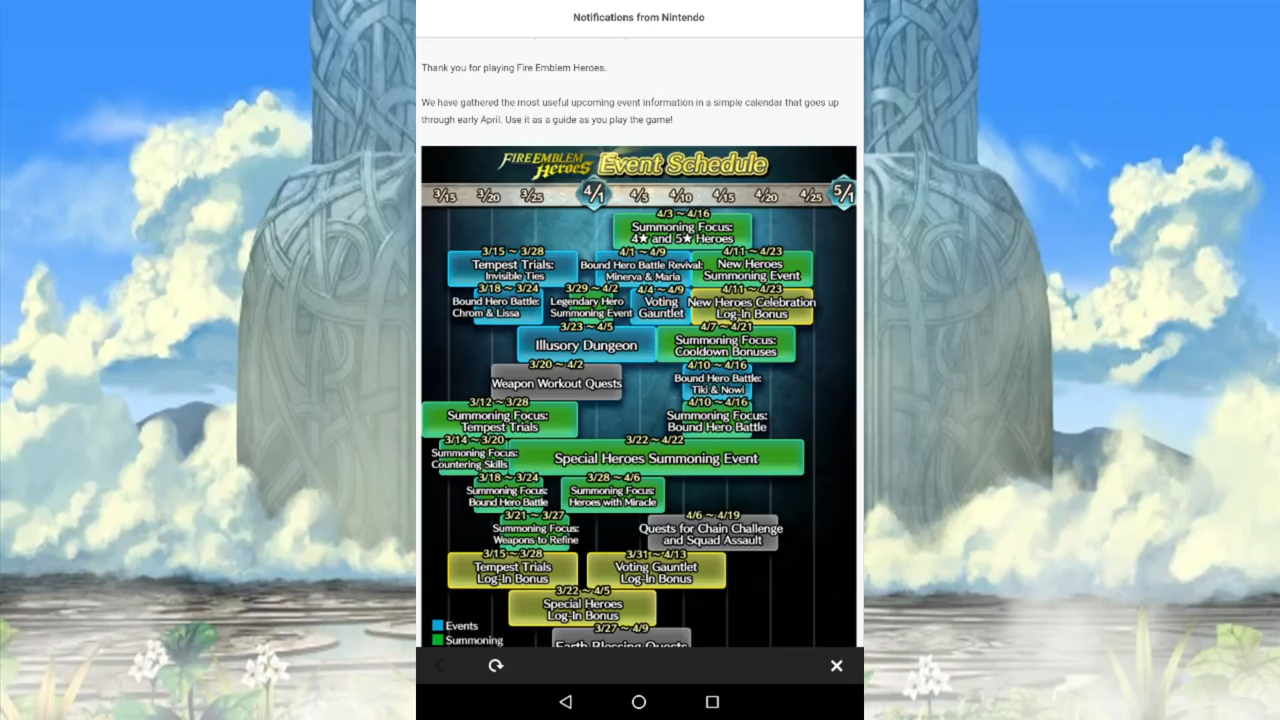 Notifications from Nintendo
Thank you for playing Fire Emblem Heroes.
We have gathered the most useful upcoming event information in a simple calendar that goes up
through early April. Use it as a guide as you play the game!
FIRE EMBLEM
Heroes
Event Schedule
3/15 3/20 3/25 4/1 4/5 4/10 4/15 4/20 4/25 5/1
4/3 ~ 4/16
Summoning Focus:
4★ and 5★ Heroes
3/15 ~ 3/28
Tempest Trials:
Invisible Ties
4/1 ~ 4/9
Bound Hero Battle Revival:
Minerva & Maria
4/11 ~ 4/23
New Heroes
Summoning Event
3/18 ~ 3/24
Bound Hero Battle:
Chrom & Lissa
3/29 ~ 4/2
Legendary Hero
Summoning Event
4/4 ~ 4/9
Voting
Gauntlet
4/11 ~ 4/23
New Heroes Celebration
Log-In Bonus
3/23 ~ 4/5
Illusory Dungeon
4/7 ~ 4/21
Summoning Focus:
Cooldown Bonuses
3/20 ~ 4/2
Weapon Workout Quests
4/10 ~ 4/16
Bound Hero Battle:
Tiki & Nowi
3/12 ~ 3/28
Summoning Focus:
Tempest Trials
4/10 ~ 4/16
Summoning Focus:
Bound Hero Battle
3/14 ~ 3/20
Summoning Focus:
Countering Skills
3/22 ~ 4/22
Special Heroes Summoning Event
3/18 ~ 3/24
Summoning Focus:
Bound Hero Battle
3/28 ~ 4/6
Summoning Focus:
Heroes with Miracle
3/21 ~ 3/27
Summoning Focus:
Weapons to Refine
4/6 ~ 4/19
Quests for Chain Challenge
and Squad Assault
3/15 ~ 3/28
Tempest Trials
Log-In Bonus
3/31 ~ 4/13
Voting Gauntlet
Log-In Bonus
3/22 ~ 4/5
Special Heroes
Log-In Bonus
3/27 ~ 4/9
Earth Blessing Quests
Events
Summoning